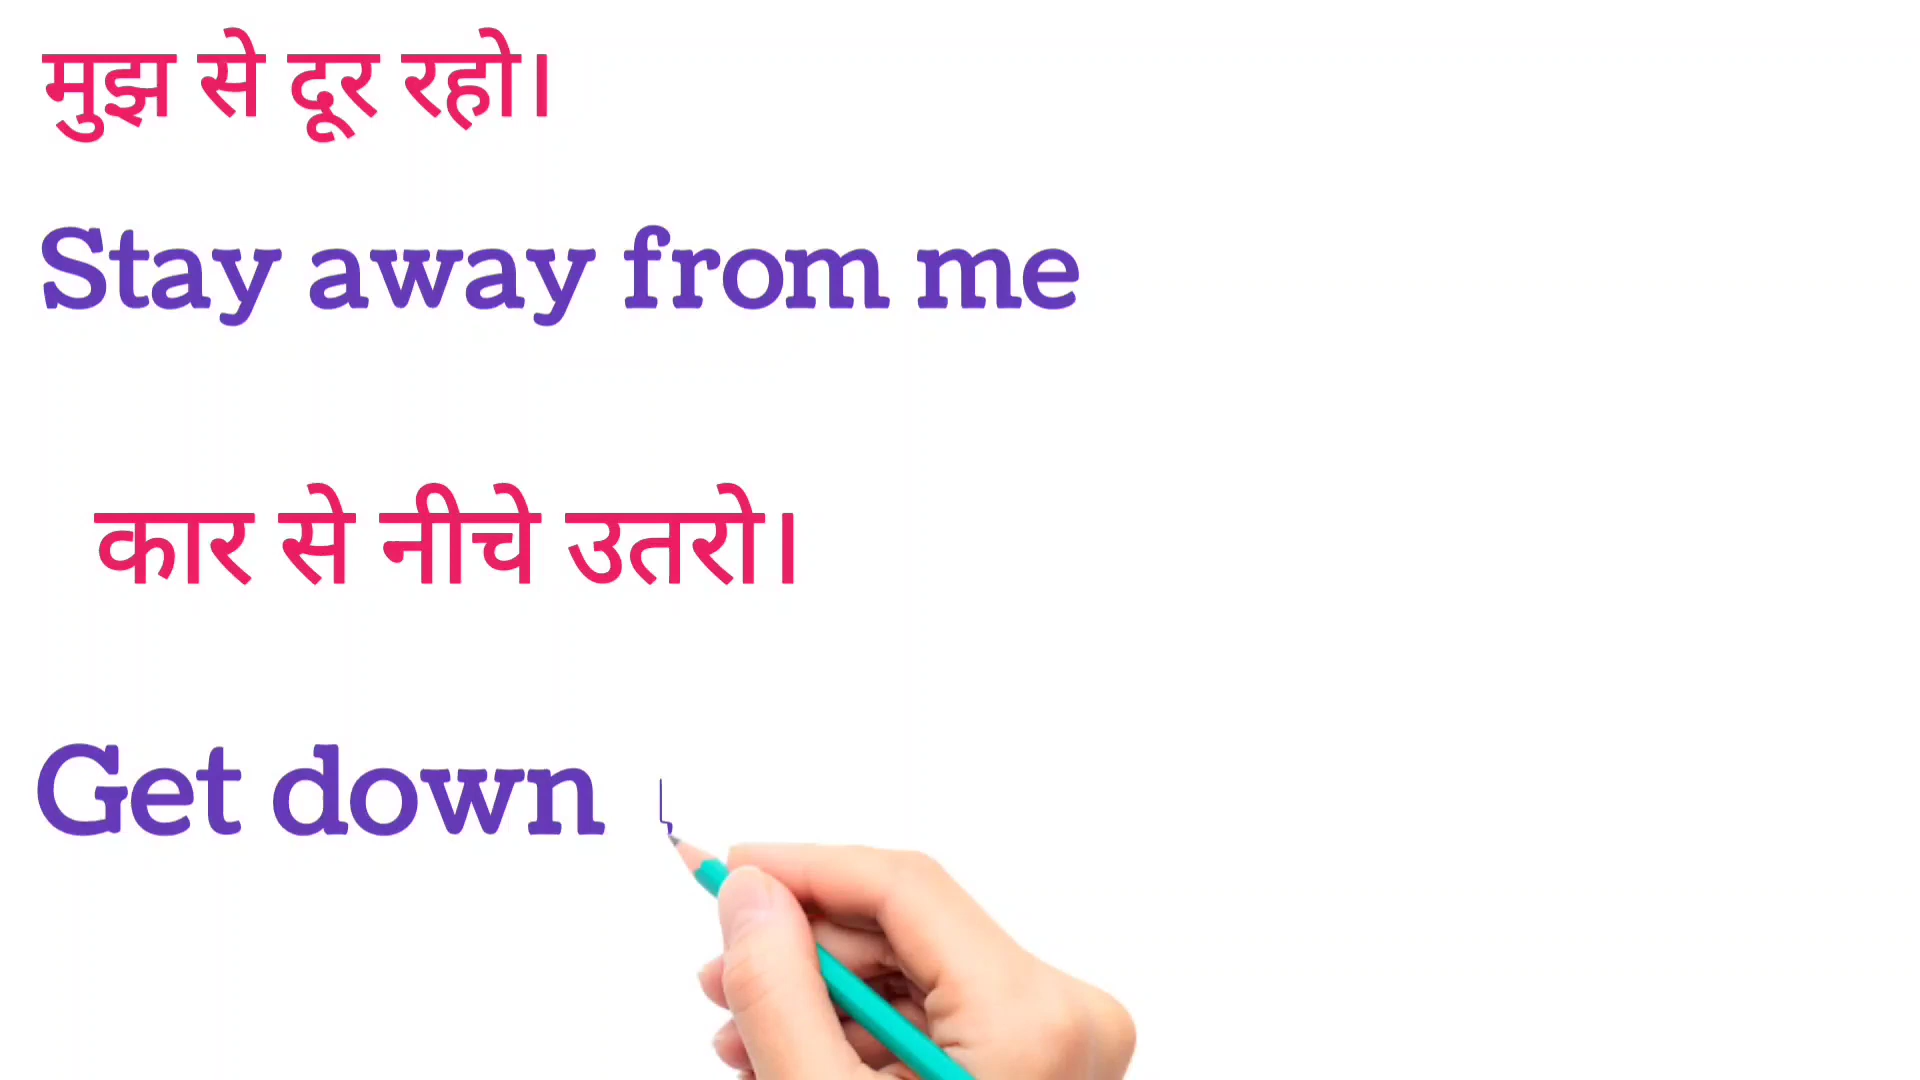 मुझ से दूर रहो।
Stay away from me
कार से नीचे उतरो।
Get down